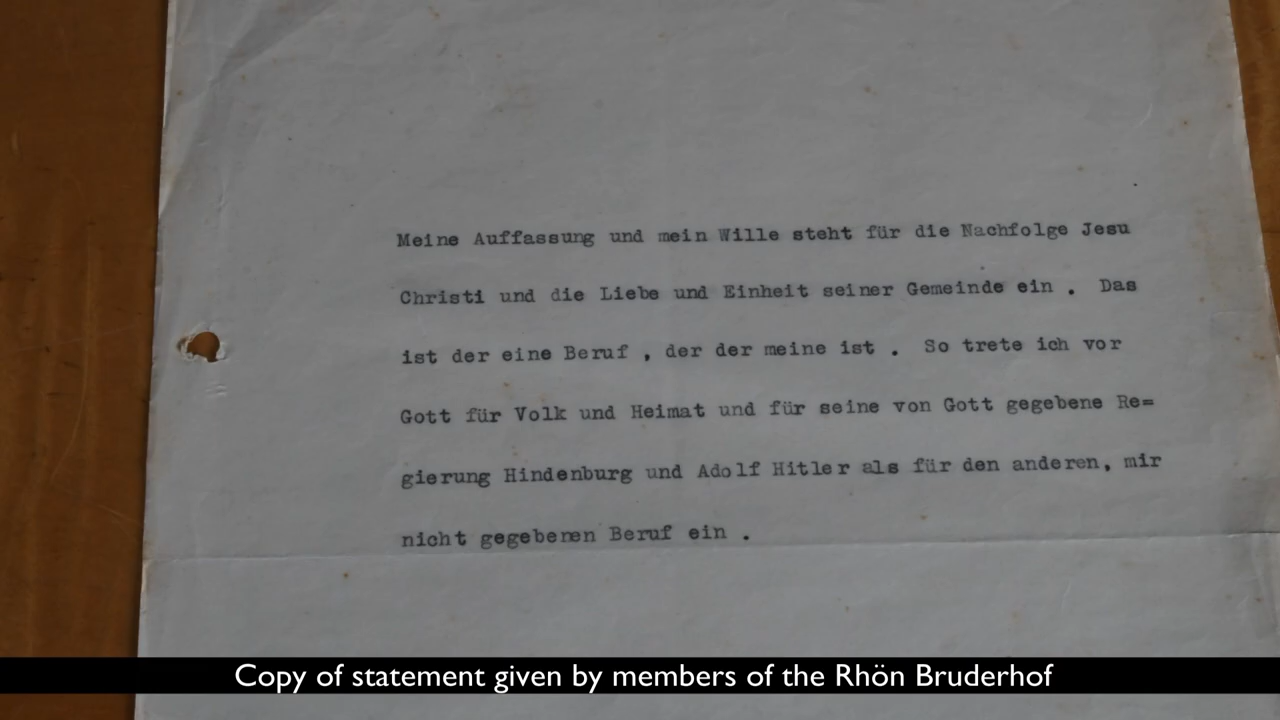 Meine Auffassung und mein Wille steht für die Nachfolge Jesu
Christi und die Liebe und Einheit seiner Gemeinde ein . Das
ist der eine Beruf , der der meine ist . So trete ich vor
Gott für Volk und Heimat und für seine von Gott gegebene Re=
gierung Hindenburg und Adolf Hitler als für den anderen, mir
nicht gegebenen Beruf ein .
Copy of statement given by members of the Rhön Bruderhof